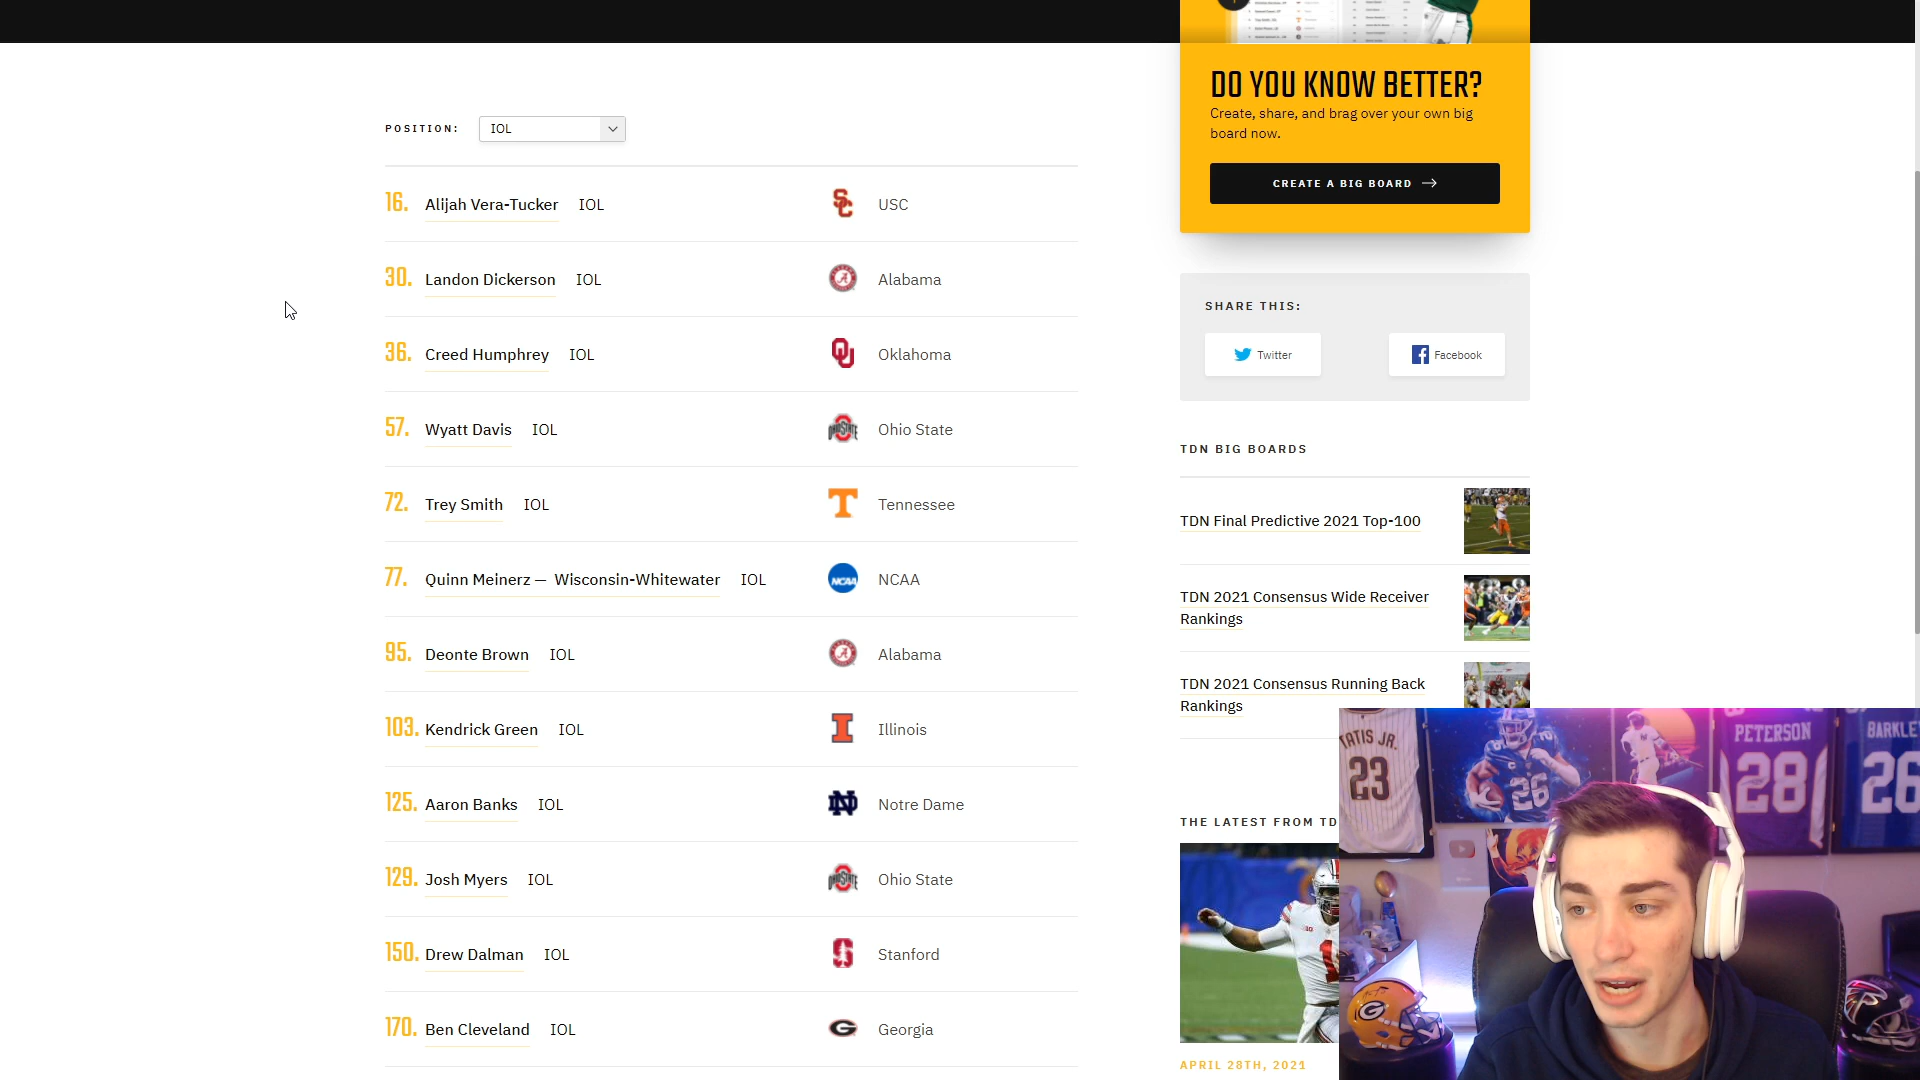 POSITION: IOL
16. Alijah Vera-Tucker IOL USC
30. Landon Dickerson IOL Alabama
36. Creed Humphrey IOL Oklahoma
57. Wyatt Davis IOL Ohio State
72. Trey Smith IOL Tennessee
77. Quinn Meinerz — Wisconsin-Whitewater IOL NCAA
95. Deonte Brown IOL Alabama
103. Kendrick Green IOL Illinois
125. Aaron Banks IOL Notre Dame
129. Josh Myers IOL Ohio State
150. Drew Dalman IOL Stanford
170. Ben Cleveland IOL Georgia
DO YOU KNOW BETTER?
Create, share, and brag over your own big
board now.
CREATE A BIG BOARD
SHARE THIS:
Twitter
Facebook
TDN BIG BOARDS
TDN Final Predictive 2021 Top-100
TDN 2021 Consensus Wide Receiver
Rankings
TDN 2021 Consensus Running Back
Rankings
THE LATEST FROM TD
APRIL 28TH, 2021
TATIS JR.
23
26
PETERSON
28
BARKLE
26